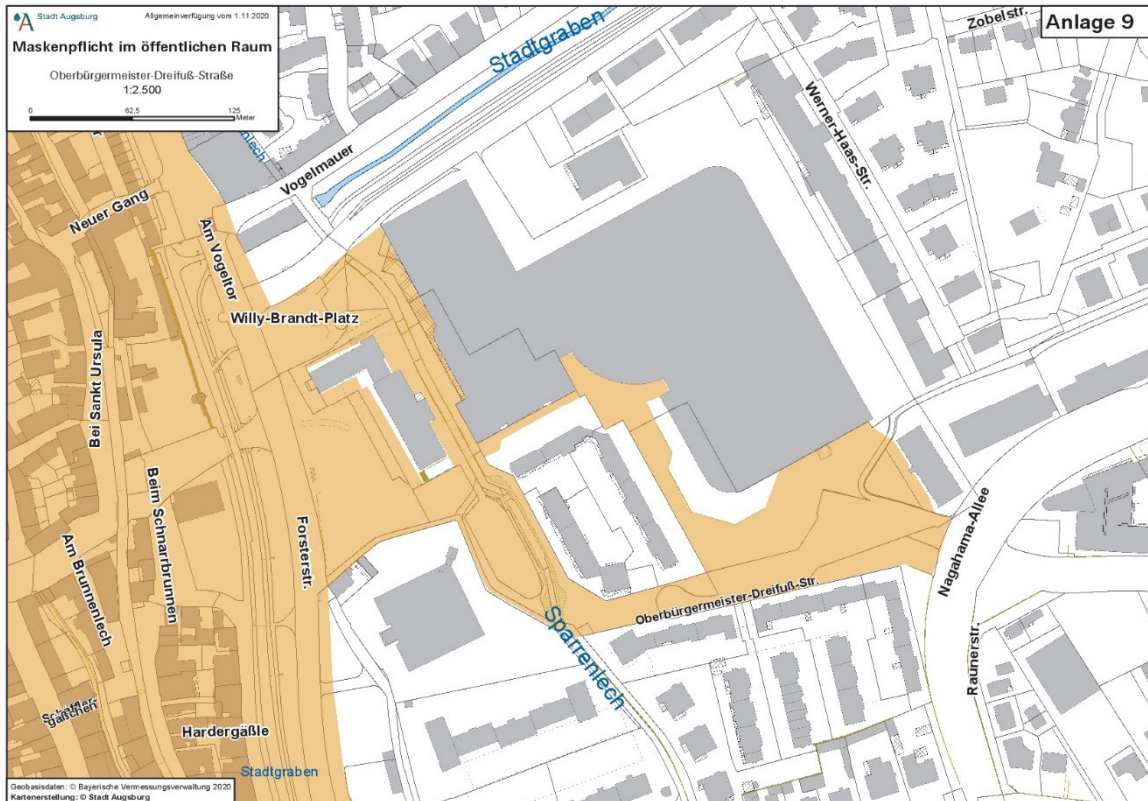 Stadt Augsburg
Allgemeinverfügung vom 1.11.2020
Maskenpflicht im öffentlichen Raum
Oberbürgermeister-Dreifuß-Straße
1:2.500
0 62,5 125
Meter
Anlage 9
Zobelstr.
Stadtgraben
Werner-Haas-Str.
Vogelmauer
Neuer Gang
Am Vogeltor
Willy-Brandt-Platz
Bei Sankt Ursula
Beim Schnarrbrunnen
Am Brunnenlech
Forsterstr.
Nagahama-Allee
Oberbürgermeister-Dreifuß-Str.
Sparrenlech
Raunerstr.
Schäffler-
gäßchen
Hardergäßle
Stadtgraben
Geobasisdaten: © Bayerische Vermessungsverwaltung 2020
Kartenerstellung: © Stadt Augsburg